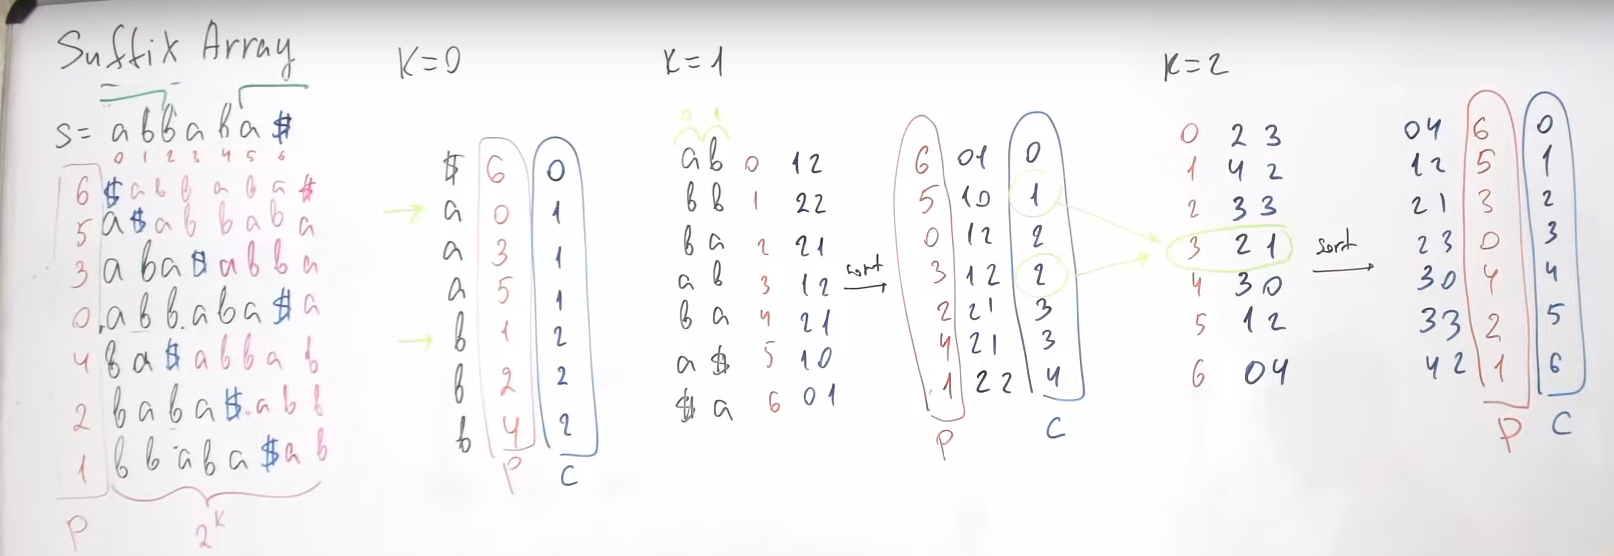 Suffix Array
S= abbaba$
0 1 2 3 4 5 6
6 $abbaba$
5 a$abbaba
3 aba$abba
0 abbaba$a
4 ba$abbab
2 baba$abb
1 bbaba$ab
P 2^K
K=0
$ 6 0
a 0 1
a 3 1
a 5 1
b 1 2
b 2 2
b 4 2
P C
K=1
0 1
ab 0 12
bb 1 22
ba 2 21
ab 3 12
ba 4 21
a$ 5 10
$a 6 01
sort
6 01 0
5 10 1
0 12 2
3 12 2
2 21 3
4 21 3
1 22 4
P C
K=2
0 23
1 42
2 33
3 21
4 30
5 12
6 04
sort
04 6 0
12 5 1
21 3 2
23 0 3
30 4 4
33 2 5
42 1 6
P C